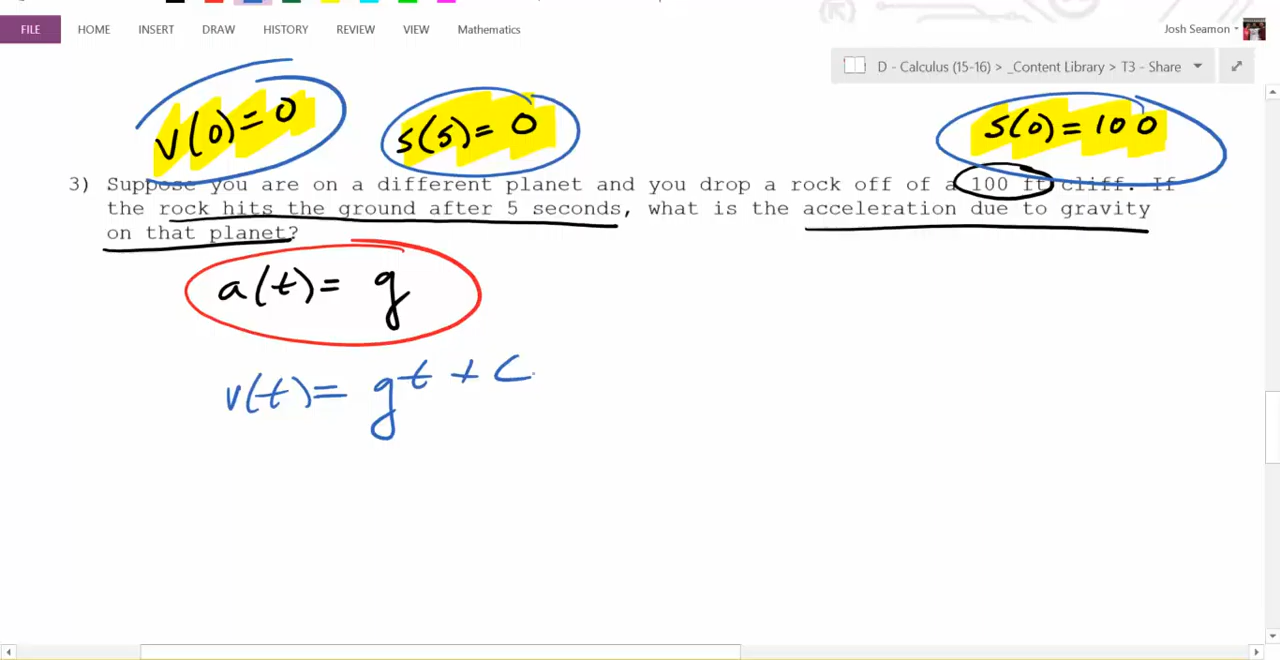 FILE HOME INSERT DRAW HISTORY REVIEW VIEW Mathematics Josh Seamon
D - Calculus (15-16) > _Content Library > T3 - Share
v(0)=0 s(5)=0 s(0)=100
3) Suppose you are on a different planet and you drop a rock off of a 100 ft cliff. If
the rock hits the ground after 5 seconds, what is the acceleration due to gravity
on that planet?
a(t)= g
v(t)= gt + C